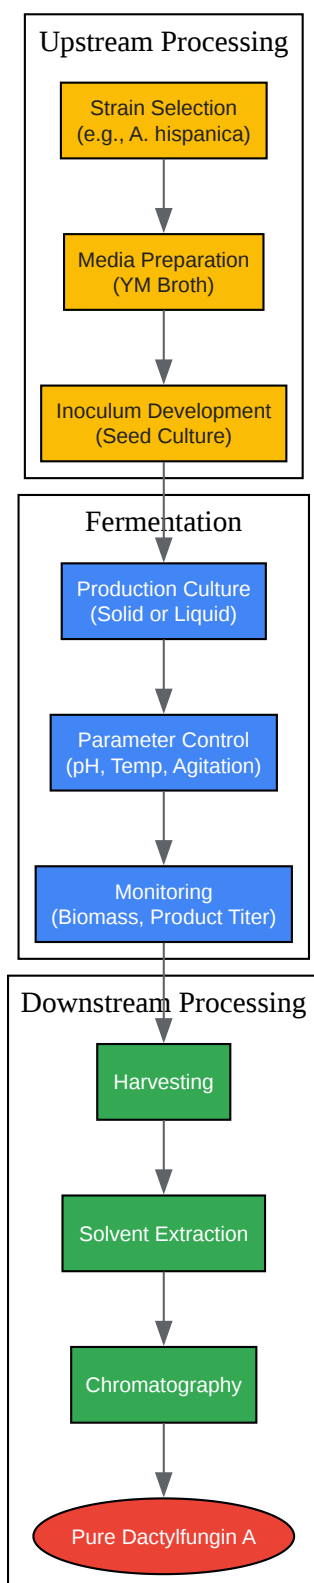 Upstream Processing
Strain Selection
(e.g., A. hispanica)
Media Preparation
(YM Broth)
Inoculum Development
(Seed Culture)
Fermentation
Production Culture
(Solid or Liquid)
Parameter Control
(pH, Temp, Agitation)
Monitoring
(Biomass, Product Titer)
Downstream Processing
Harvesting
Solvent Extraction
Chromatography
Pure Dactylfungin A